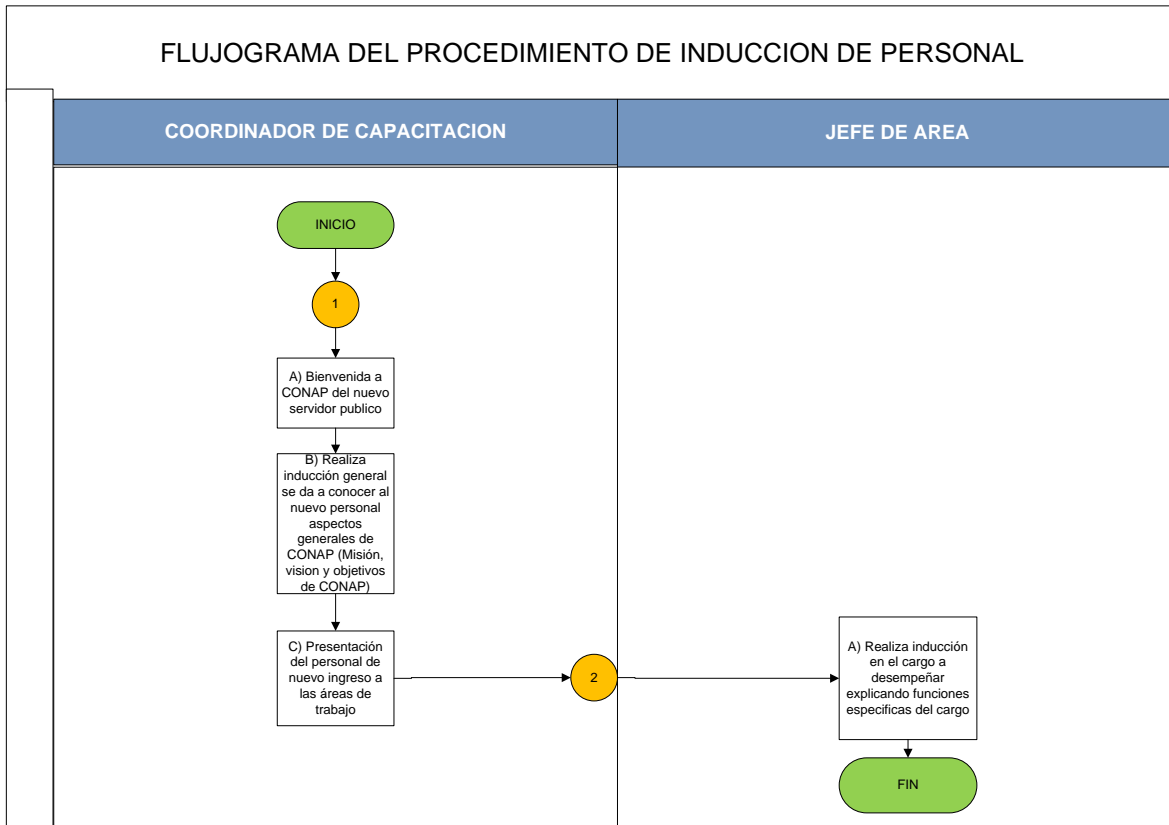 FLUJOGRAMA DEL PROCEDIMIENTO DE INDUCCION DE PERSONAL
COORDINADOR DE CAPACITACION
JEFE DE AREA
INICIO
1
A) Bienvenida a
CONAP del nuevo
servidor publico
B) Realiza
inducción general
se da a conocer al
nuevo personal
aspectos
generales de
CONAP (Misión,
vision y objetivos
de CONAP)
C) Presentación
del personal de
nuevo ingreso a
las áreas de
trabajo
2
A) Realiza inducción
en el cargo a
desempeñar
explicando funciones
especificas del cargo
FIN